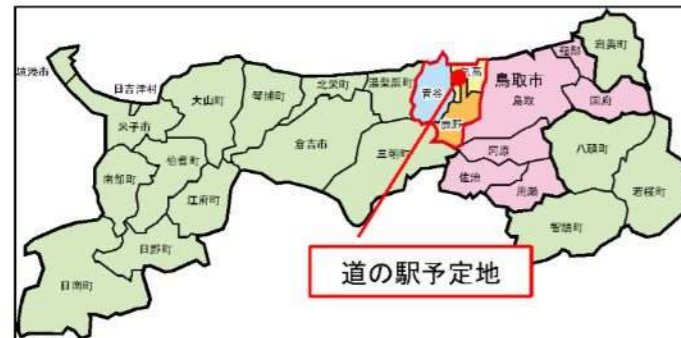 境港市
日吉津村
米子市
大山町
琴浦町
北栄町
湯梨浜町
青谷
気高
鹿野
鳥取市
鳥取
福部
岩美町
国府
南部町
伯耆町
江府町
倉吉市
三朝町
河原
佐治
用瀬
八頭町
若桜町
智頭町
日野町
日南町
道の駅予定地